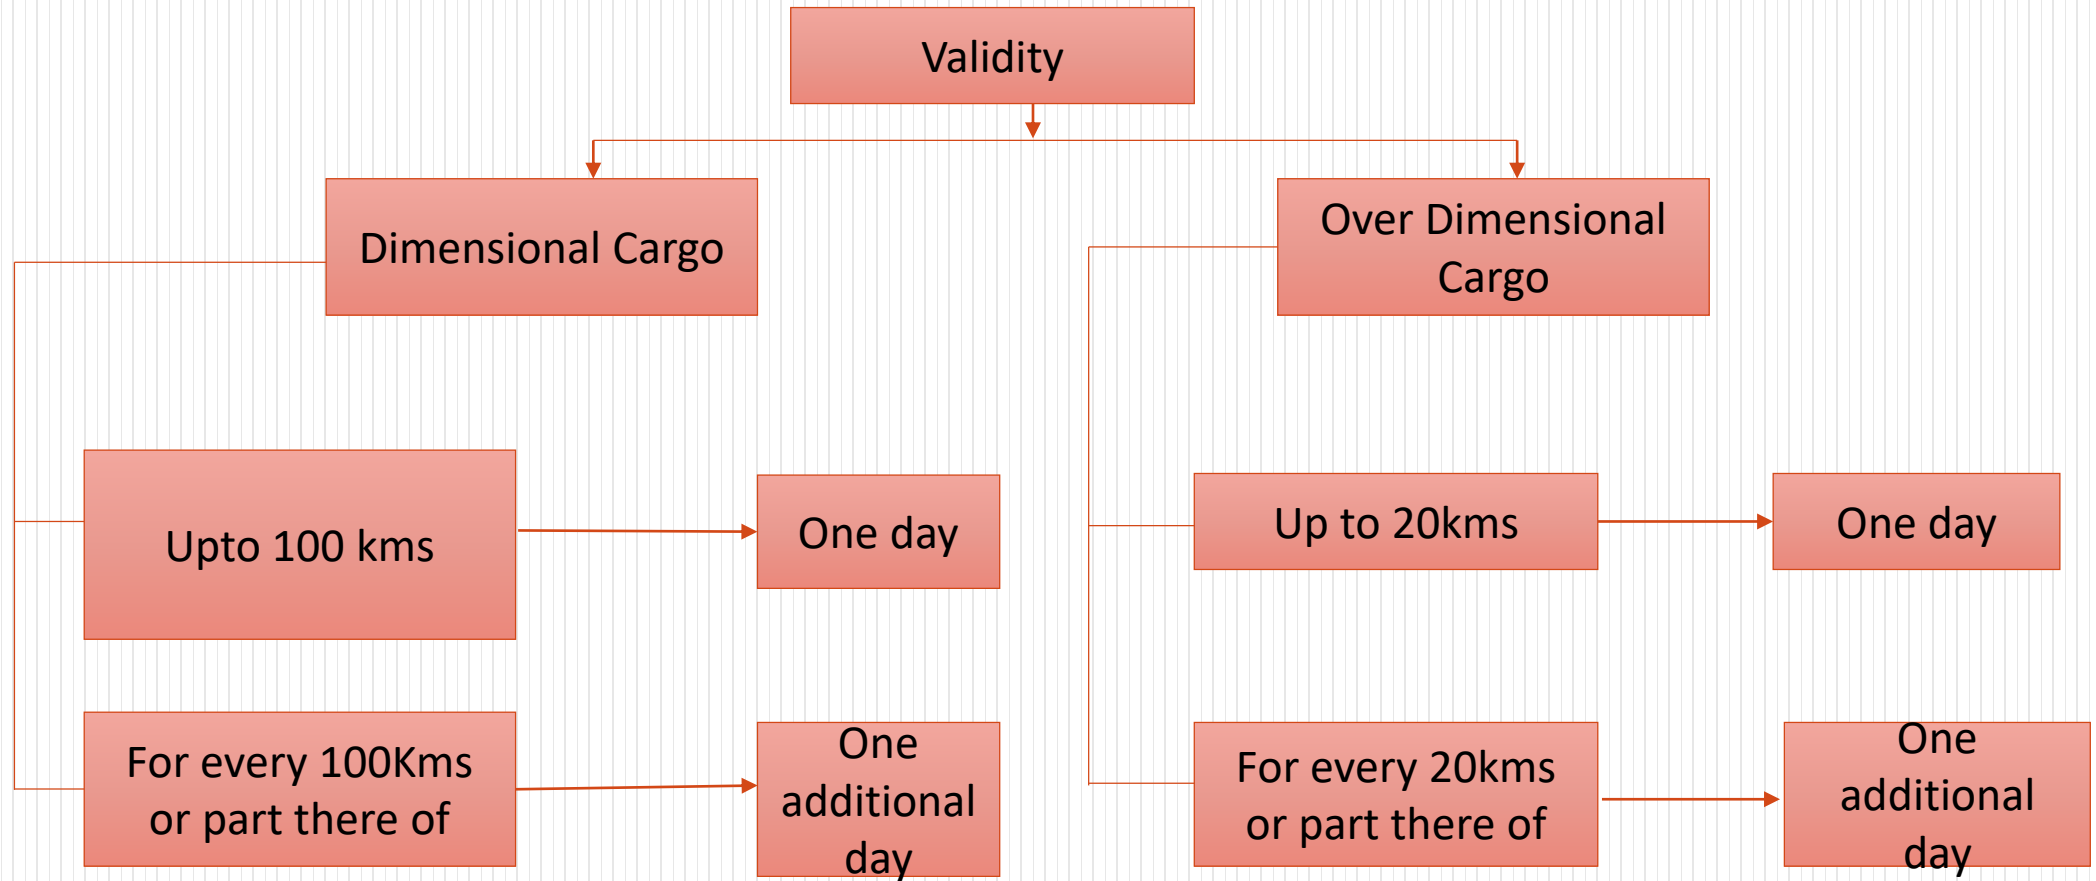 Validity
Dimensional Cargo
Over Dimensional
Cargo
Upto 100 kms
One day
Up to 20kms
One day
For every 100Kms
or part there of
One
additional
day
For every 20kms
or part there of
One
additional
day